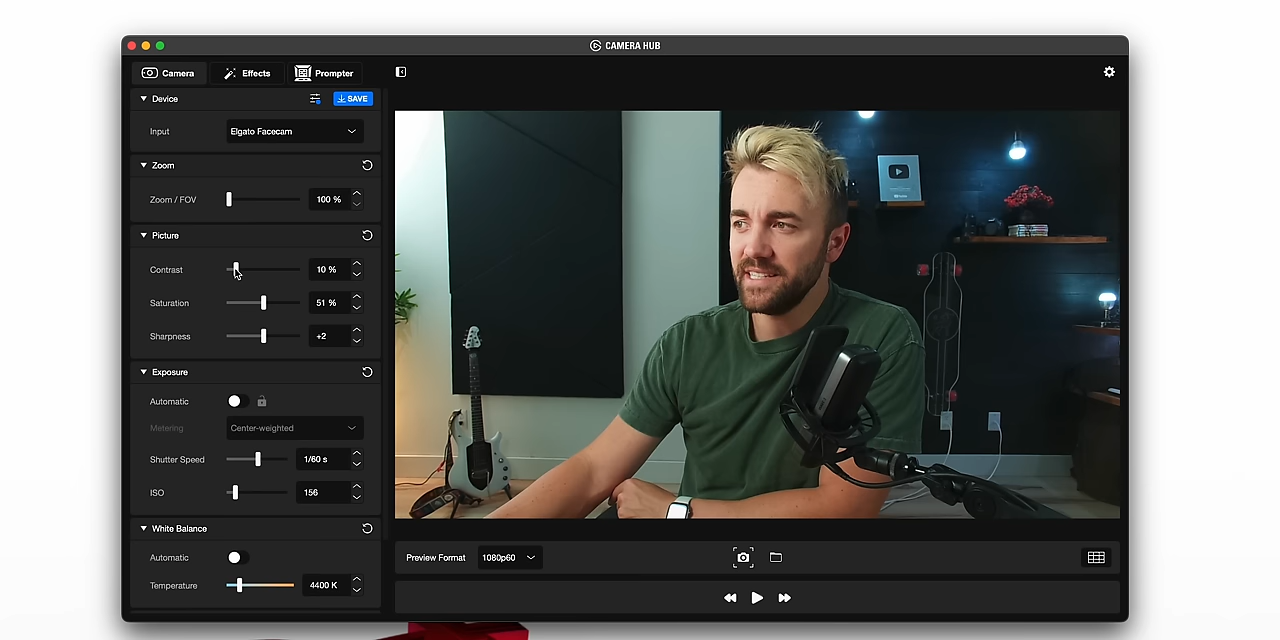 CAMERA HUB
Camera
Effects
Prompter
Device
SAVE
Input
Elgato Facecam
Zoom
Zoom / FOV
100 %
Picture
Contrast
10 %
Saturation
51 %
Sharpness
+2
Exposure
Automatic
Metering
Center-weighted
Shutter Speed
1/60 s
ISO
156
White Balance
Automatic
Temperature
4400 K
Preview Format
1080p60